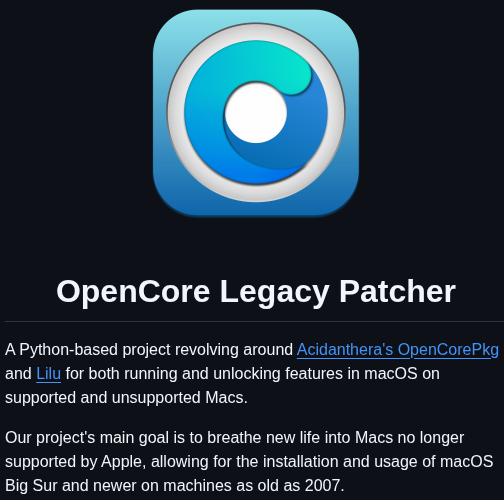 OpenCore Legacy Patcher
A Python-based project revolving around Acidanthera's OpenCorePkg
and Lilu for both running and unlocking features in macOS on
supported and unsupported Macs.
Our project's main goal is to breathe new life into Macs no longer
supported by Apple, allowing for the installation and usage of macOS
Big Sur and newer on machines as old as 2007.